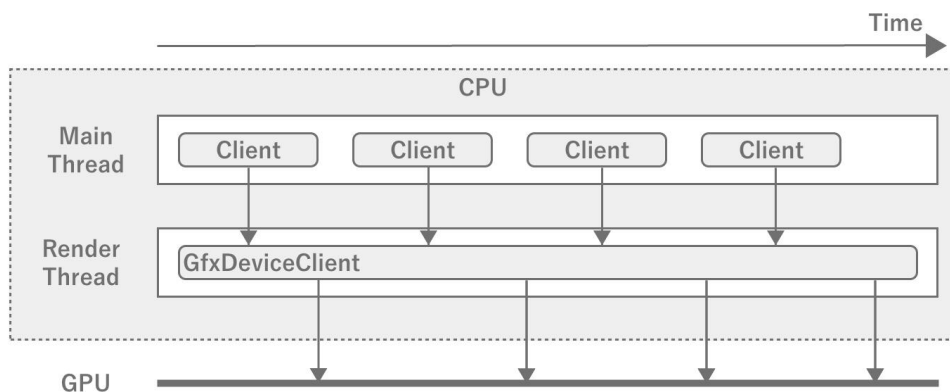 Time
CPU
Main
Thread
Client Client Client Client
Render
Thread
GfxDeviceClient
GPU